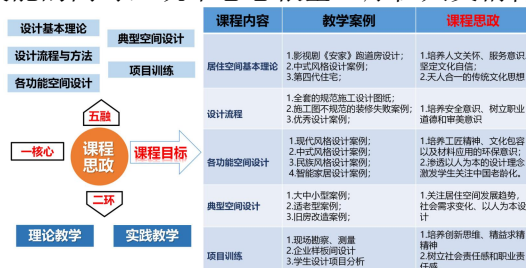 设计基本理论
典型空间设计
设计流程与方法
项目训练
各功能空间设计
五融
一核心
课程
思政
课程目标
二环
理论教学
实践教学
课程内容
教学案例
课程思政
居住空间基本理论
1.影视剧《安家》跑道房设计;
2.中式风格设计案例;
3.第四代住宅;
1.培养人文关怀、服务意识
坚定文化自信;
2.天人合一的传统文化思想
设计流程
1.全套的规范施工设计图纸;
2.施工图不规范的装修失败案例;
3.优秀设计案例;
1.培养安全意识、树立职业
道德和审美意识
各功能空间设计
1.现代风格设计案例;
2.中式风格设计案例;
3.民族风格设计案例;
4.智能家居设计案例;
1.培养工匠精神、文化包容
以及材料应用的环保意识;
2.渗透以人为本的设计理念
激发学生关注中国老龄化。
典型空间设计
1.大中小型案例;
2.适老型案例;
3.旧房改造案例;
1.关注居住空间发展趋势,
社会需求变化、以人为本设
计
项目训练
1.现场勘察、测量
2.企业样板间设计
3.学生设计项目分析
1.培养创新思维、精益求精
精神
2.树立社会责任感和职业责
任感